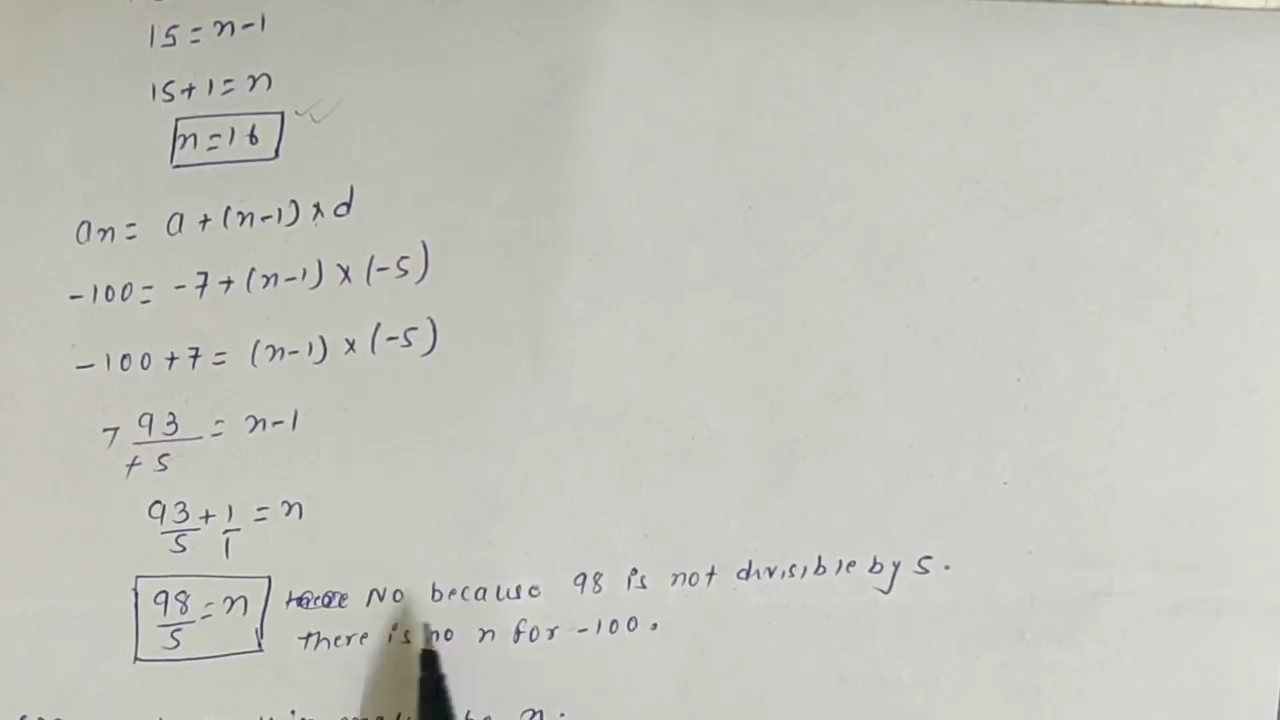 15 = n-1
15+1 = n
n = 16
an = a + (n-1) × d
-100 = -7 + (n-1) × (-5)
-100 + 7 = (n-1) × (-5)
93/+5 = n-1
93/5 + 1/1 = n
98/5 = n No because 98 is not divisible by 5.
there is no n for -100.
n.